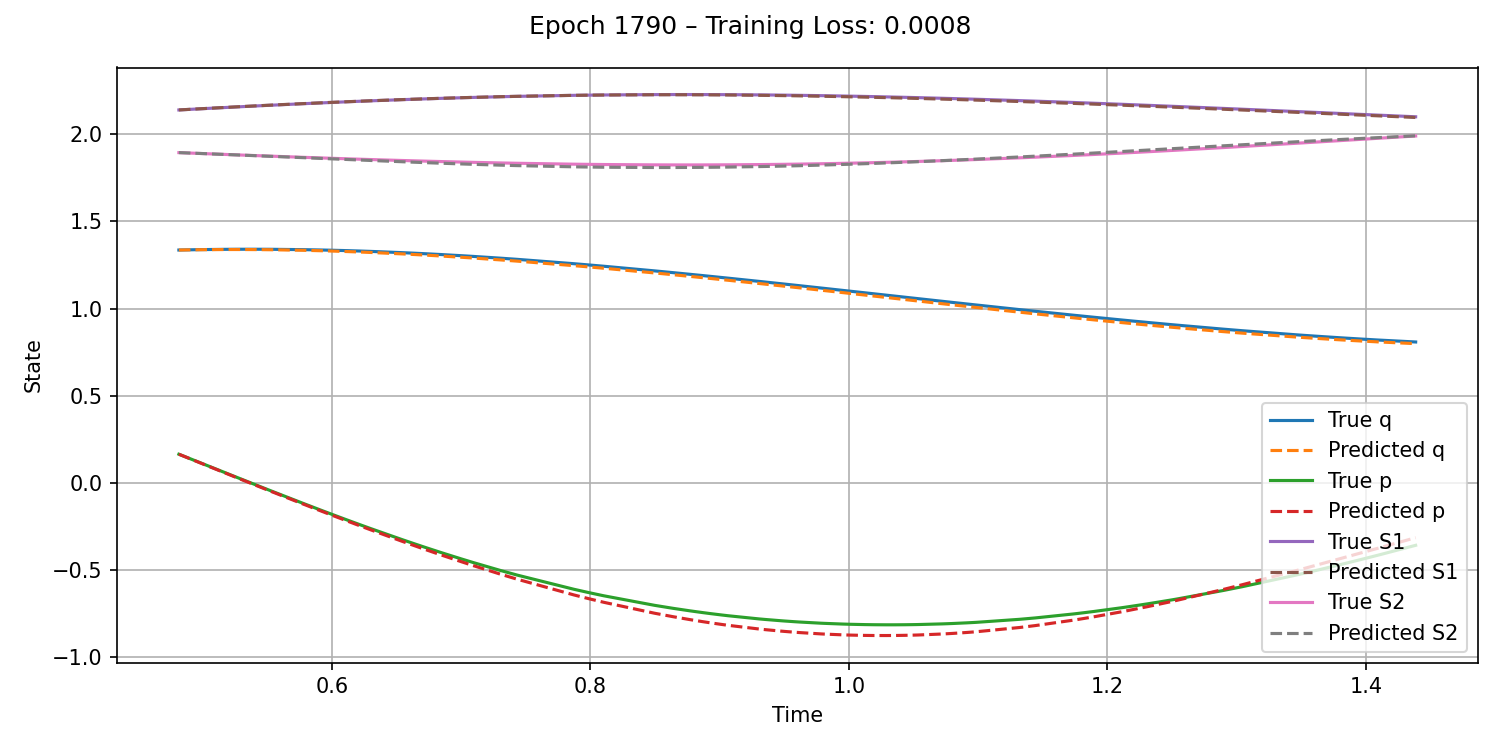 Epoch 1790 – Training Loss: 0.0008
State
2.0
1.5
1.0
0.5
0.0
−0.5
−1.0
True q
Predicted q
True p
Predicted p
True S1
Predicted S1
True S2
Predicted S2
0.6 0.8 1.0 1.2 1.4
Time